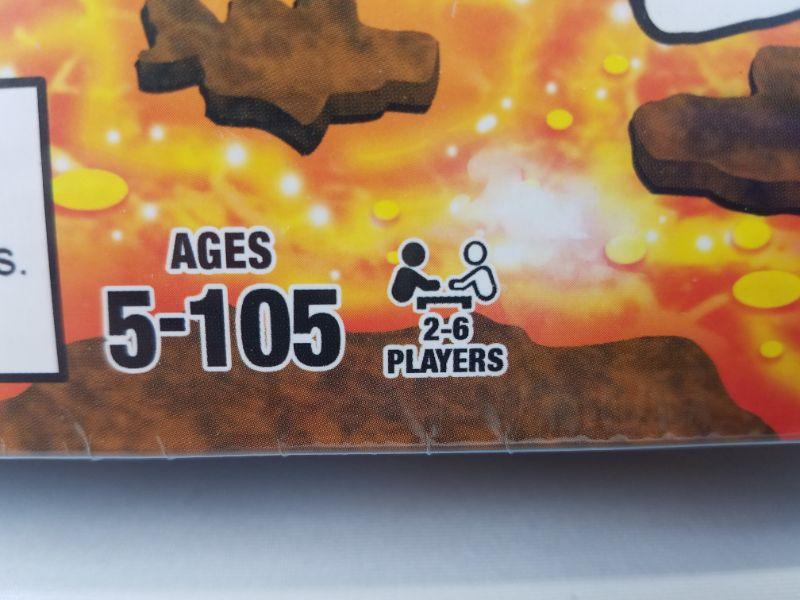 s.
AGES
5-105
2-6
PLAYERS